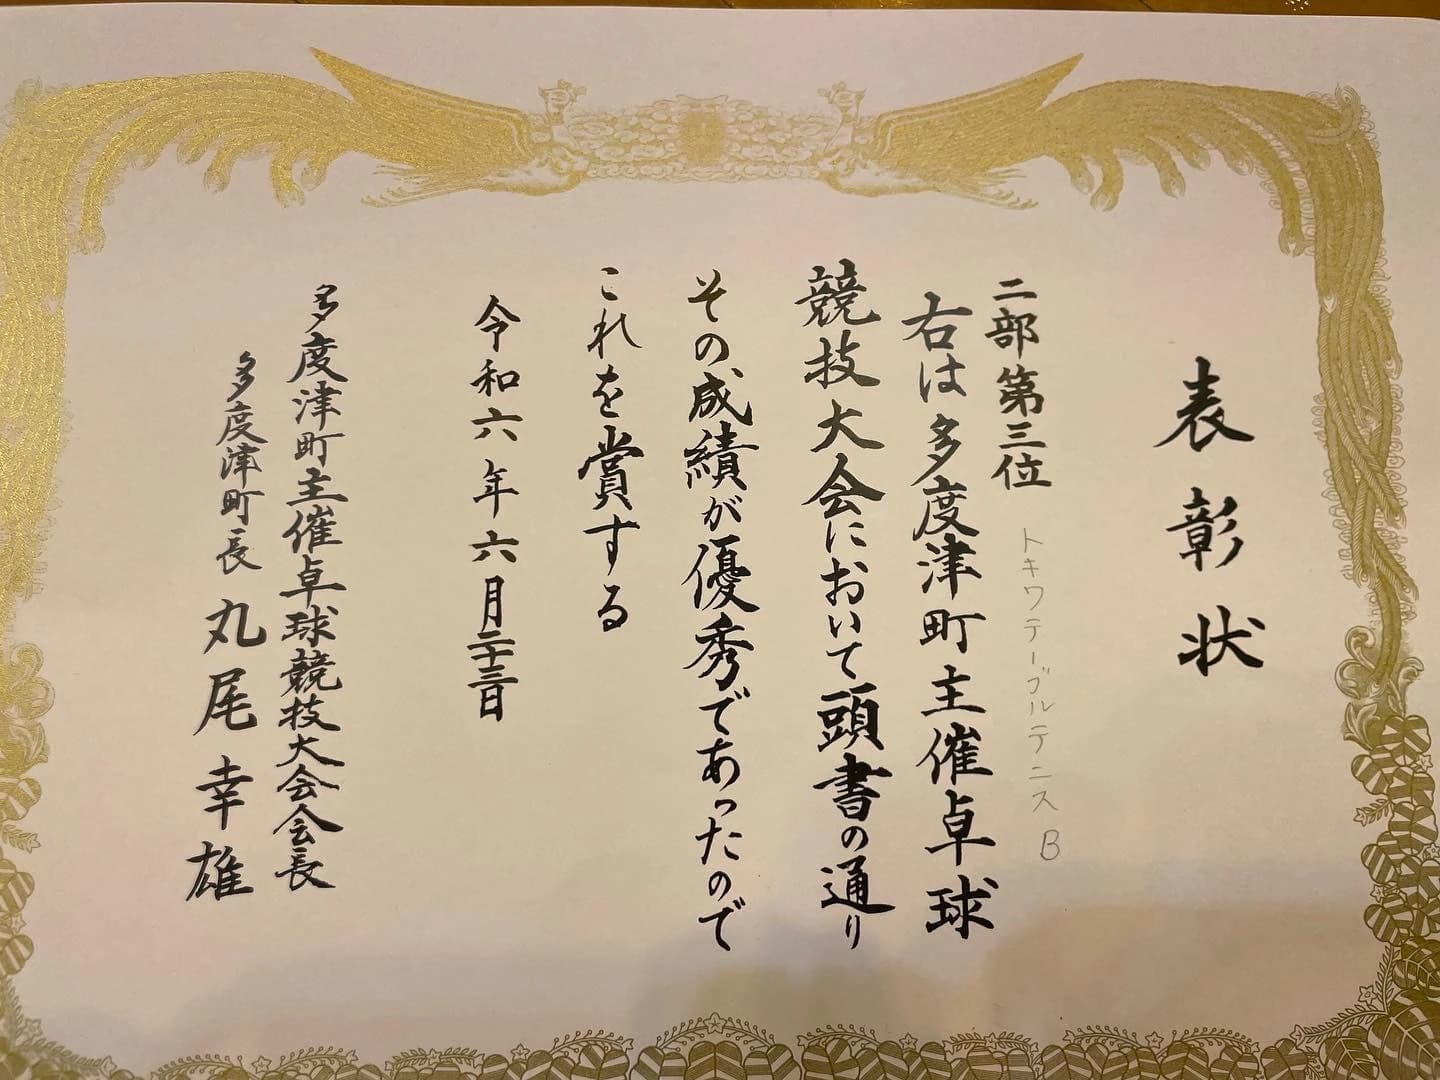 表彰状
二部第三位
トキワテーブルテニス B
右は多度津町主催卓球
競技大会において頭書の通り
その成績が優秀であったので
これを賞する
令和六年六月二十三日
多度津町主催卓球競技大会会長
多度津町長 丸尾幸雄